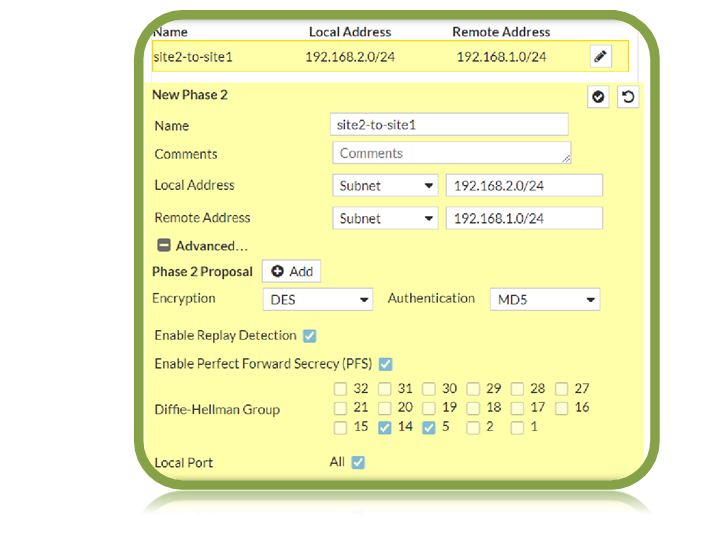 Name Local Address Remote Address
site2-to-site1 192.168.2.0/24 192.168.1.0/24
New Phase 2
Name site2-to-site1
Comments Comments
Local Address Subnet 192.168.2.0/24
Remote Address Subnet 192.168.1.0/24
Advanced...
Phase 2 Proposal Add
Encryption DES Authentication MD5
Enable Replay Detection
Enable Perfect Forward Secrecy (PFS)
32 31 30 29 28 27
Diffie-Hellman Group 21 20 19 18 17 16
15 14 5 2 1
Local Port All